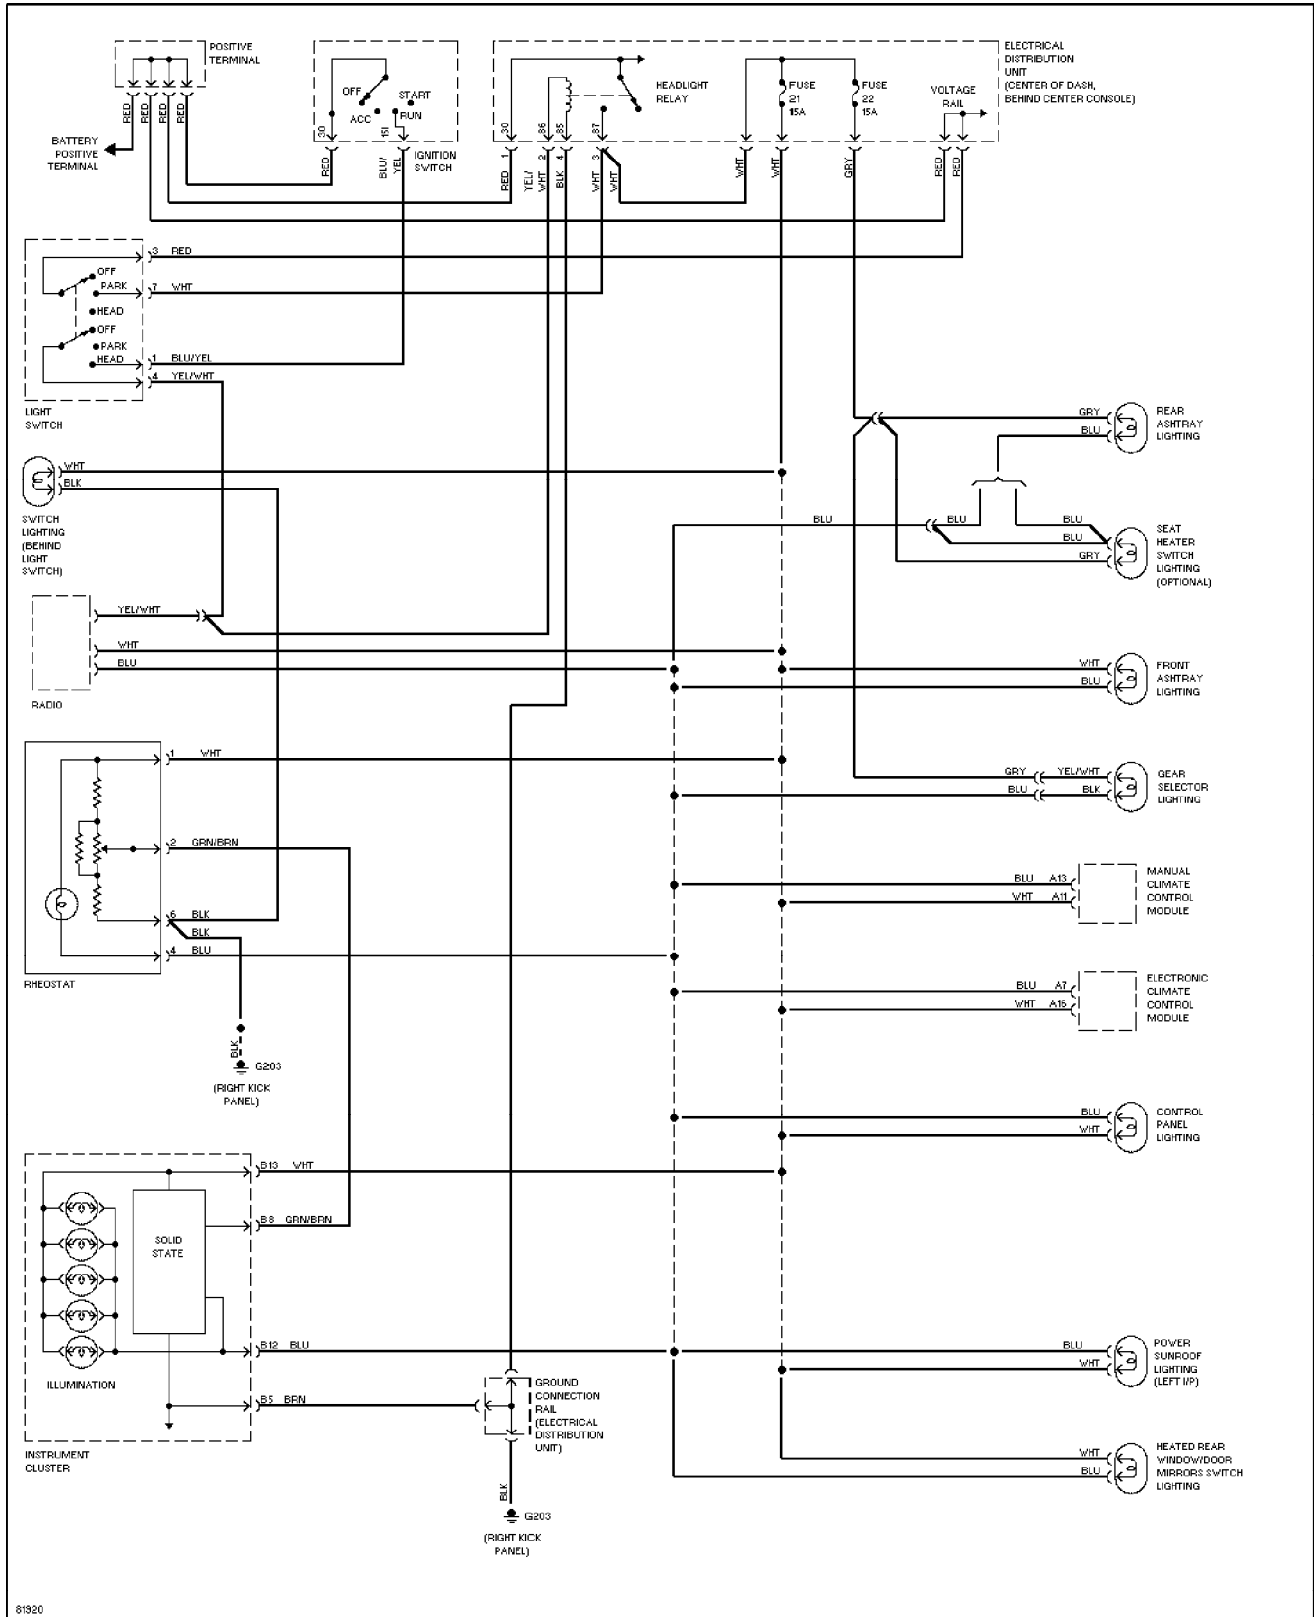 POSITIVE
TERMINAL
RED
RED
RED
RED
BATTERY
POSITIVE
TERMINAL
OFF
START
ACC
RUN
30
15I
RED
BLU/
YEL
IGNITION
SWITCH
HEADLIGHT
RELAY
FUSE
21
15A
FUSE
22
15A
VOLTAGE
RAIL
ELECTRICAL
DISTRIBUTION
UNIT
(CENTER OF DASH,
BEHIND CENTER CONSOLE)
30
86
85
87
1
2
4
3
RED
YEL/
WHT
BLK
WHT
WHT
WHT
WHT
GRY
RED
RED
3 RED
OFF
PARK
7 WHT
HEAD
OFF
PARK
HEAD
1 BLU/YEL
4 YEL/WHT
LIGHT
SWITCH
WHT
BLK
SWITCH
LIGHTING
(BEHIND
LIGHT
SWITCH)
GRY
BLU
REAR
ASHTRAY
LIGHTING
BLU
BLU
BLU
BLU
GRY
SEAT
HEATER
SWITCH
LIGHTING
(OPTIONAL)
YEL/WHT
WHT
BLU
RADIO
WHT
BLU
FRONT
ASHTRAY
LIGHTING
1 WHT
2 GRN/BRN
6 BLK
BLK
4 BLU
RHEOSTAT
GRY YEL/WHT
BLU BLK
GEAR
SELECTOR
LIGHTING
BLU A13
WHT A11
MANUAL
CLIMATE
CONTROL
MODULE
BLU A7
WHT A16
ELECTRONIC
CLIMATE
CONTROL
MODULE
BLK
G203
(RIGHT KICK
PANEL)
BLU
WHT
CONTROL
PANEL
LIGHTING
B13 WHT
B8 GRN/BRN
SOLID
STATE
B12 BLU
ILLUMINATION
B5 BRN
INSTRUMENT
CLUSTER
GROUND
CONNECTION
RAIL
(ELECTRICAL
DISTRIBUTION
UNIT)
BLK
G203
(RIGHT KICK
PANEL)
BLU
WHT
POWER
SUNROOF
LIGHTING
(LEFT I/P)
WHT
BLU
HEATED REAR
WINDOW/DOOR
MIRRORS SWITCH
LIGHTING
81920